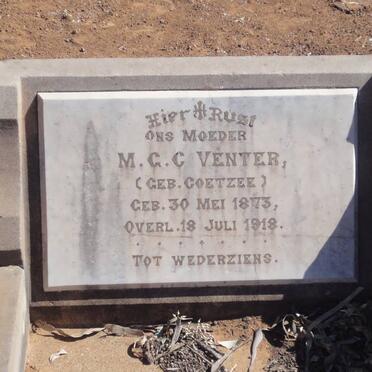 Hier Rust
ONS MOEDER
M.G.C VENTER,
(GEB. COETZEE)
GEB. 30 MEI 1873,
OVERL. 18 JULI 1918.
TOT WEDERZIENS.